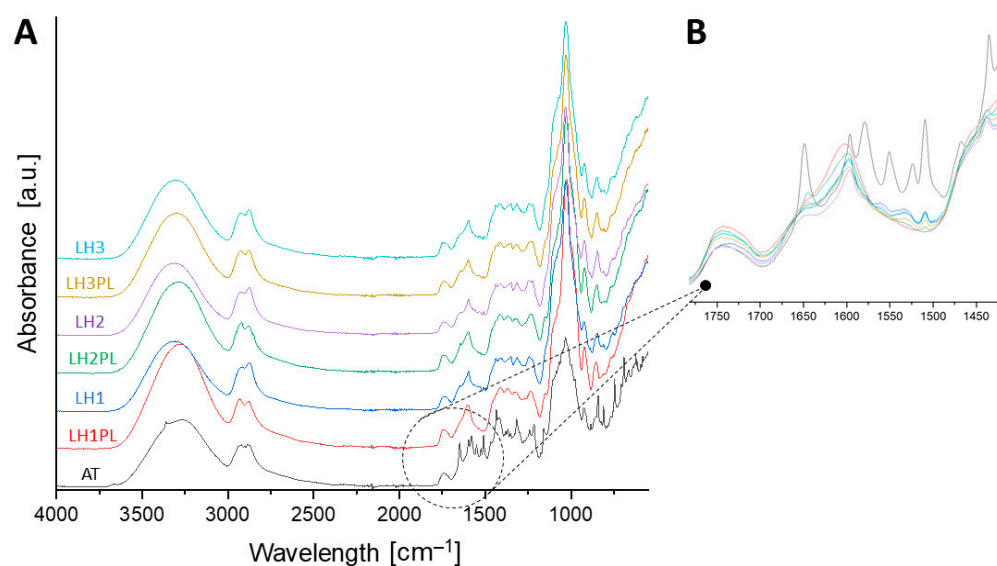 A
B
Absorbance [a.u.]
LH3
LH3PL
LH2
LH2PL
LH1
LH1PL
AT
4000 3500 3000 2500 2000 1500 1000
Wavelength [cm⁻¹]
1750 1700 1650 1600 1550 1500 1450